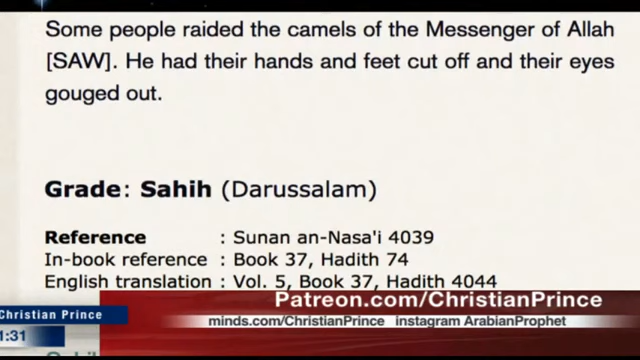 Some people raided the camels of the Messenger of Allah
[SAW]. He had their hands and feet cut off and their eyes
gouged out.
Grade: Sahih (Darussalam)
Reference : Sunan an-Nasa'i 4039
In-book reference : Book 37, Hadith 74
English translation : Vol. 5, Book 37, Hadith 4044
Patreon.com/ChristianPrince
Christian Prince
minds.com/ChristianPrince instagram ArabianProphet
1:31